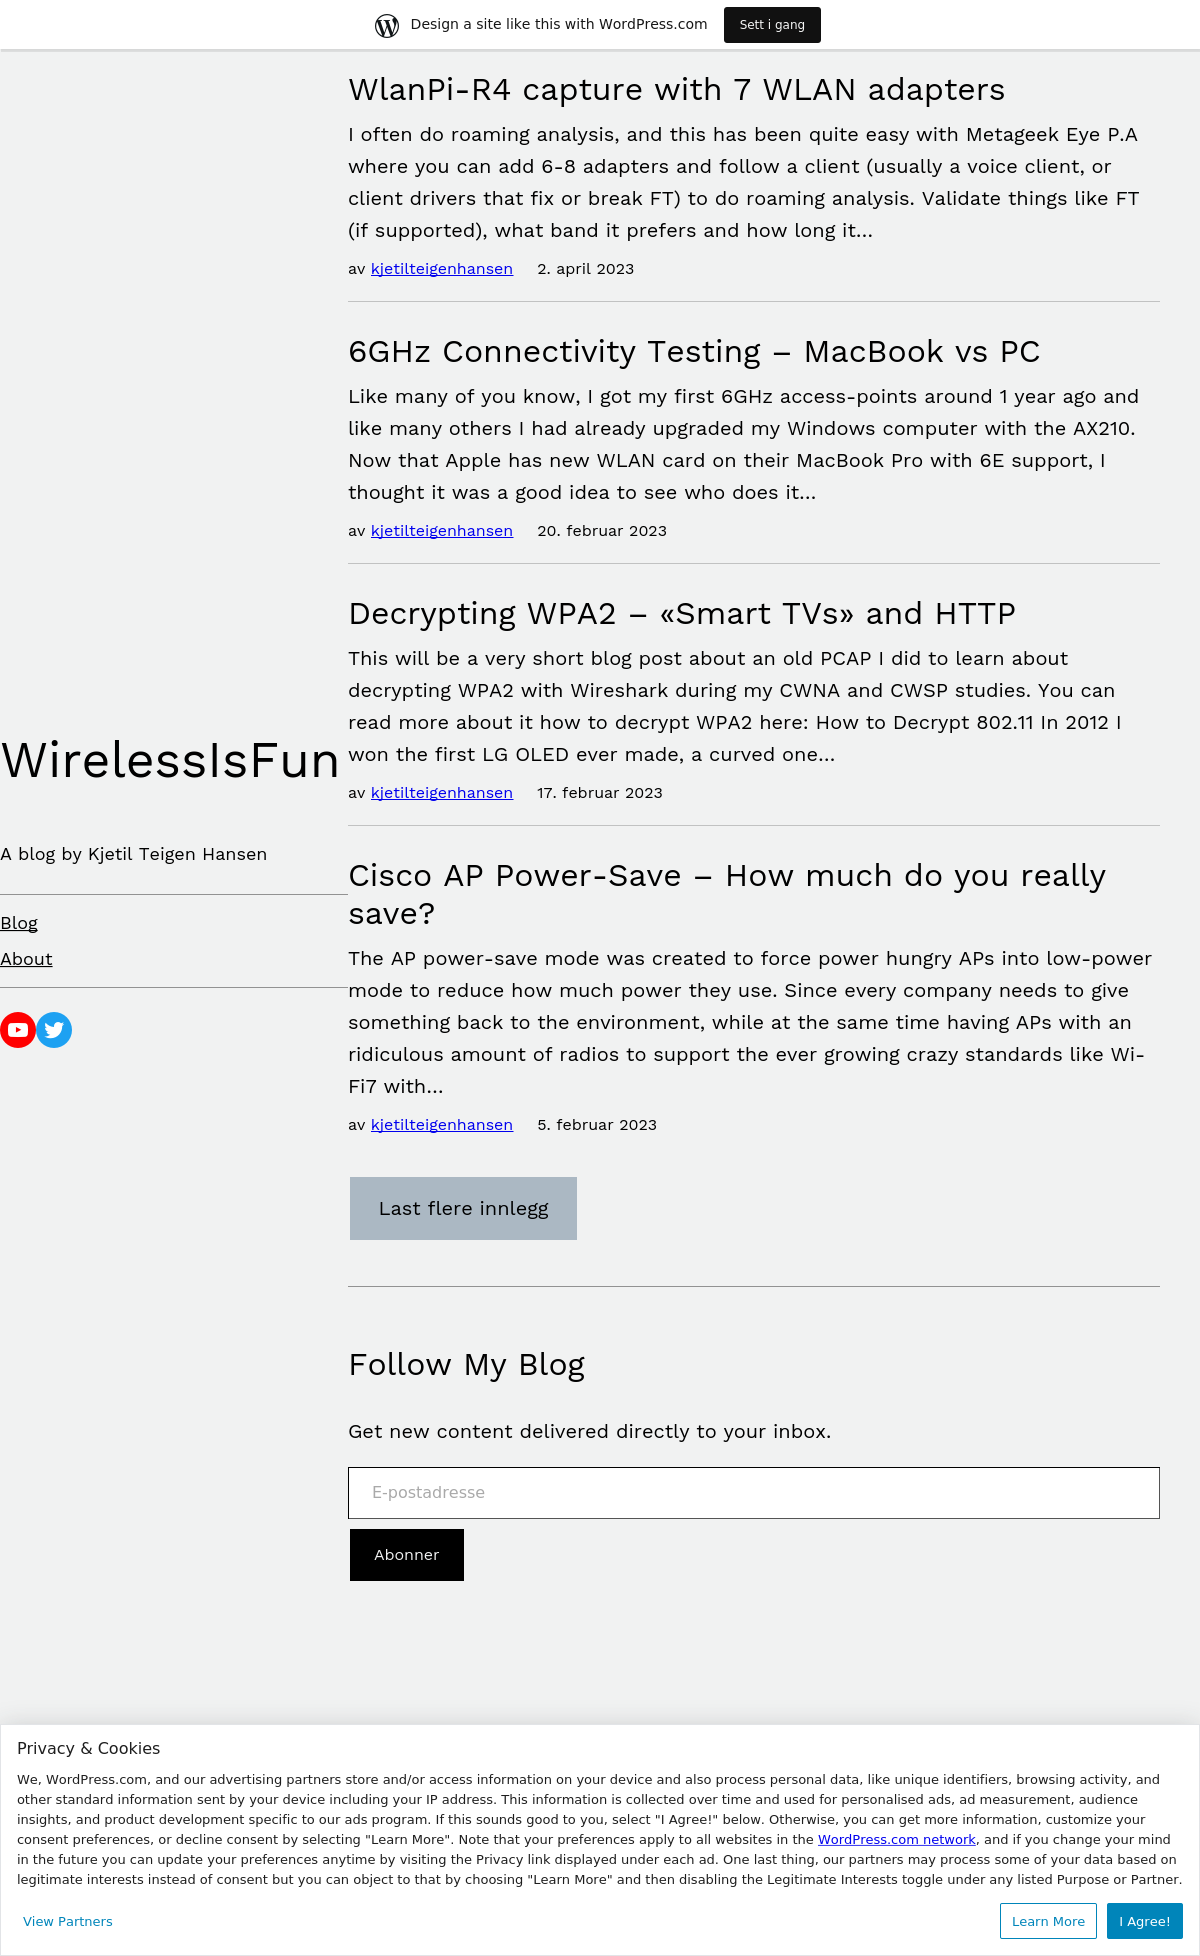 Design a site like this with WordPress.com
Sett i gang
WlanPi-R4 capture with 7 WLAN adapters
I often do roaming analysis, and this has been quite easy with Metageek Eye P.A
where you can add 6-8 adapters and follow a client (usually a voice client, or
client drivers that fix or break FT) to do roaming analysis. Validate things like FT
(if supported), what band it prefers and how long it…
av kjetilteigenhansen 2. april 2023
6GHz Connectivity Testing – MacBook vs PC
Like many of you know, I got my first 6GHz access-points around 1 year ago and
like many others I had already upgraded my Windows computer with the AX210.
Now that Apple has new WLAN card on their MacBook Pro with 6E support, I
thought it was a good idea to see who does it…
av kjetilteigenhansen 20. februar 2023
Decrypting WPA2 – «Smart TVs» and HTTP
This will be a very short blog post about an old PCAP I did to learn about
decrypting WPA2 with Wireshark during my CWNA and CWSP studies. You can
read more about it how to decrypt WPA2 here: How to Decrypt 802.11 In 2012 I
won the first LG OLED ever made, a curved one…
av kjetilteigenhansen 17. februar 2023
Cisco AP Power-Save – How much do you really
save?
The AP power-save mode was created to force power hungry APs into low-power
mode to reduce how much power they use. Since every company needs to give
something back to the environment, while at the same time having APs with an
ridiculous amount of radios to support the ever growing crazy standards like Wi-
Fi7 with…
av kjetilteigenhansen 5. februar 2023
Last flere innlegg
WirelessIsFun
A blog by Kjetil Teigen Hansen
Blog
About
Follow My Blog
Get new content delivered directly to your inbox.
E-postadresse
Abonner
Privacy & Cookies
We, WordPress.com, and our advertising partners store and/or access information on your device and also process personal data, like unique identifiers, browsing activity, and
other standard information sent by your device including your IP address. This information is collected over time and used for personalised ads, ad measurement, audience
insights, and product development specific to our ads program. If this sounds good to you, select "I Agree!" below. Otherwise, you can get more information, customize your
consent preferences, or decline consent by selecting "Learn More". Note that your preferences apply to all websites in the WordPress.com network, and if you change your mind
in the future you can update your preferences anytime by visiting the Privacy link displayed under each ad. One last thing, our partners may process some of your data based on
legitimate interests instead of consent but you can object to that by choosing "Learn More" and then disabling the Legitimate Interests toggle under any listed Purpose or Partner.
View Partners
Learn More
I Agree!